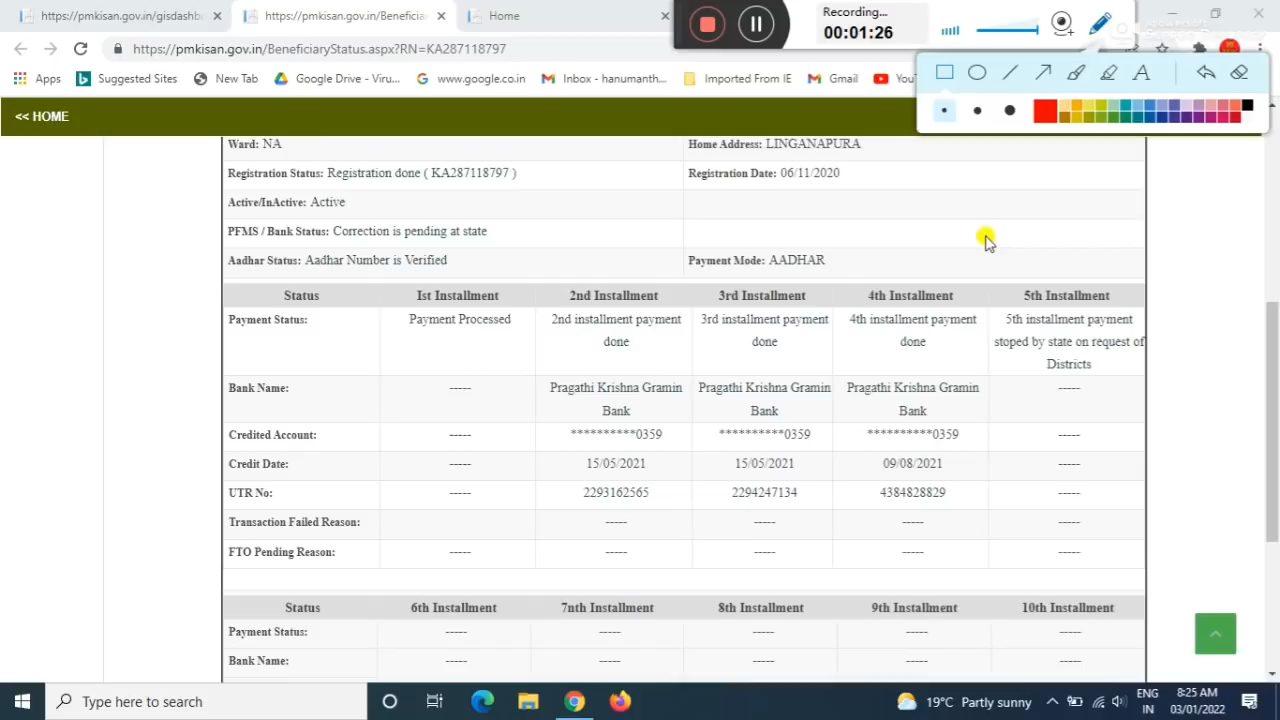 https://pmkisan.gov.in/gisdashb
https://pmkisan.gov.in/Beneficiar
Home
Recording...
00:01:26
https://pmkisan.gov.in/BeneficiaryStatus.aspx?RN=KA287118797
Apps
Suggested Sites
New Tab
Google Drive - Viru...
www.google.co.in
Inbox - hanumanth...
Imported From IE
Gmail
You
<< HOME
Ward: NA
Home Address: LINGANAPURA
Registration Status: Registration done ( KA287118797 )
Registration Date: 06/11/2020
Active/InActive: Active
PFMS / Bank Status: Correction is pending at state
Aadhar Status: Aadhar Number is Verified
Payment Mode: AADHAR
Status Ist Installment 2nd Installment 3rd Installment 4th Installment 5th Installment
Payment Status: Payment Processed 2nd installment payment 3rd installment payment 4th installment payment 5th installment payment
done done done stoped by state on request of
Districts
Bank Name: ----- Pragathi Krishna Gramin Pragathi Krishna Gramin Pragathi Krishna Gramin -----
Bank Bank Bank
Credited Account: ----- **********0359 **********0359 **********0359 -----
Credit Date: ----- 15/05/2021 15/05/2021 09/08/2021 -----
UTR No: ----- 2293162565 2294247134 4384828829 -----
Transaction Failed Reason: ----- ----- ----- -----
FTO Pending Reason: ----- ----- ----- ----- -----
Status 6th Installment 7nth Installment 8th Installment 9th Installment 10th Installment
Payment Status: ----- ----- ----- ----- -----
Bank Name: ----- ----- ----- ----- -----
Type here to search
19°C Partly sunny
ENG
IN
8:25 AM
03/01/2022